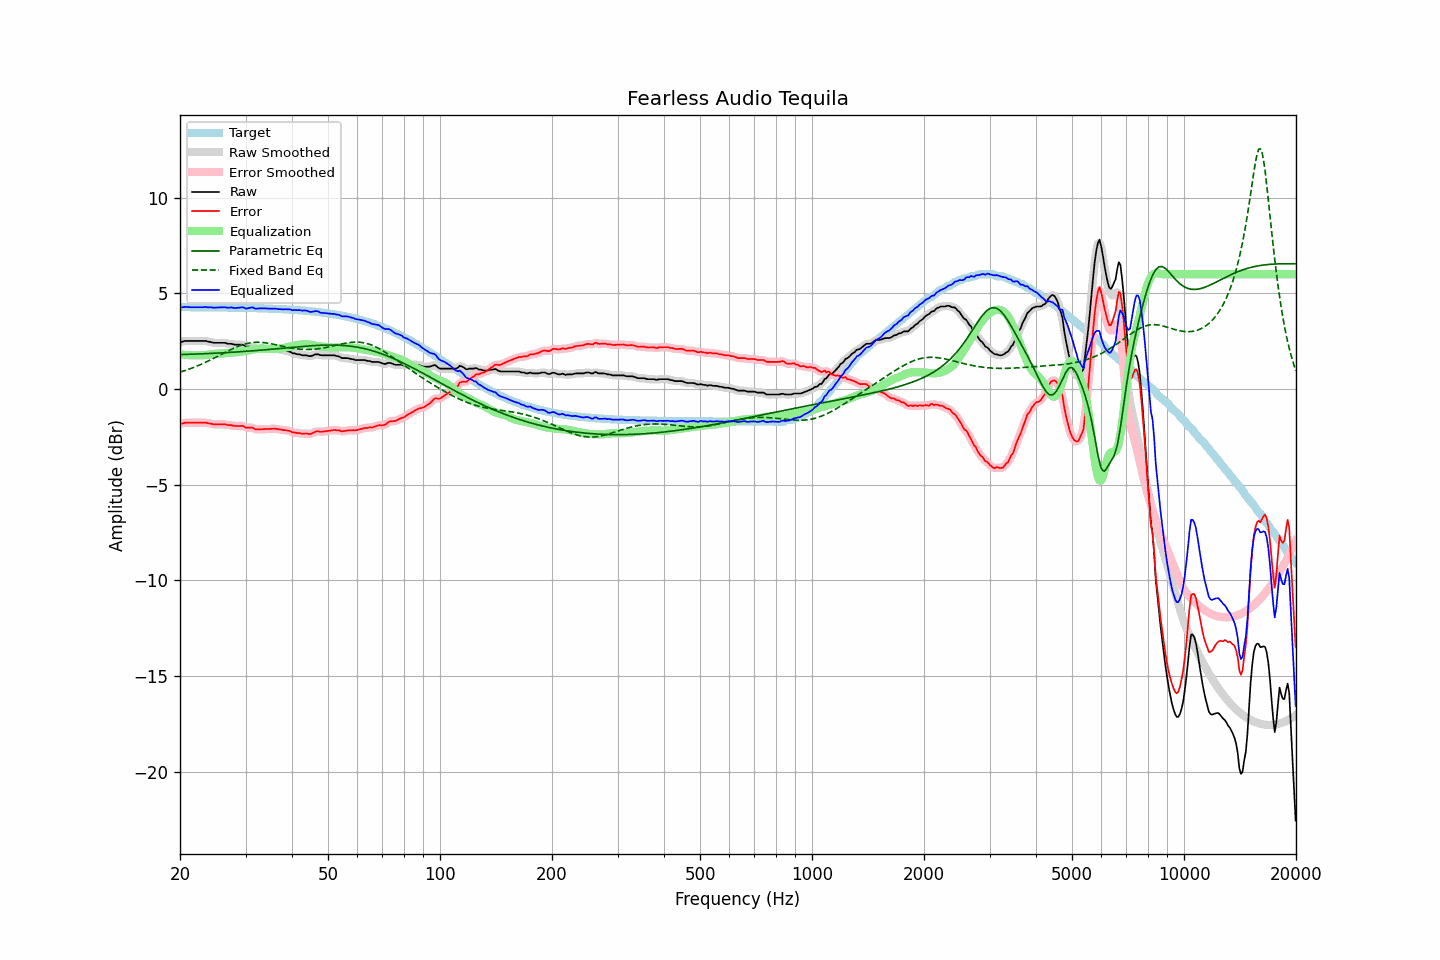 Fearless Audio Tequila
Target
Raw Smoothed
Error Smoothed
Raw
Error
Equalization
Parametric Eq
Fixed Band Eq
Equalized
10
5
0
−5
−10
−15
−20
Amplitude (dBr)
20
50
100
200
500
1000
2000
5000
10000
20000
Frequency (Hz)